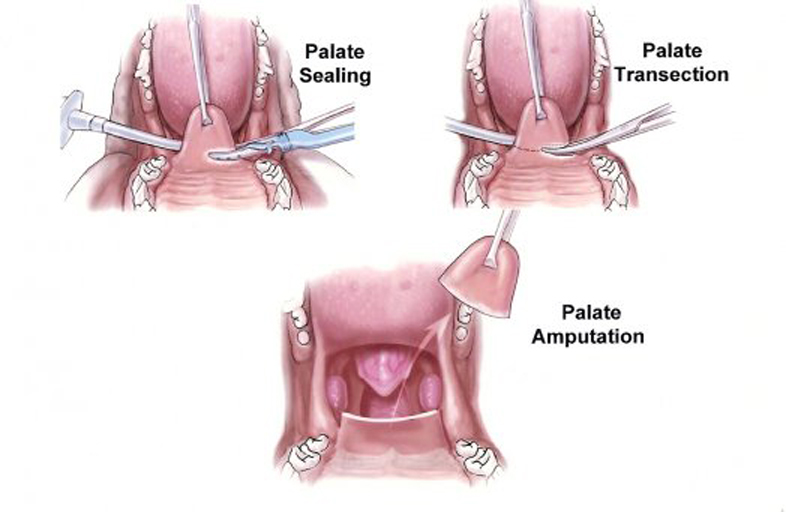 Palate
Sealing
Palate
Transection
Palate
Amputation